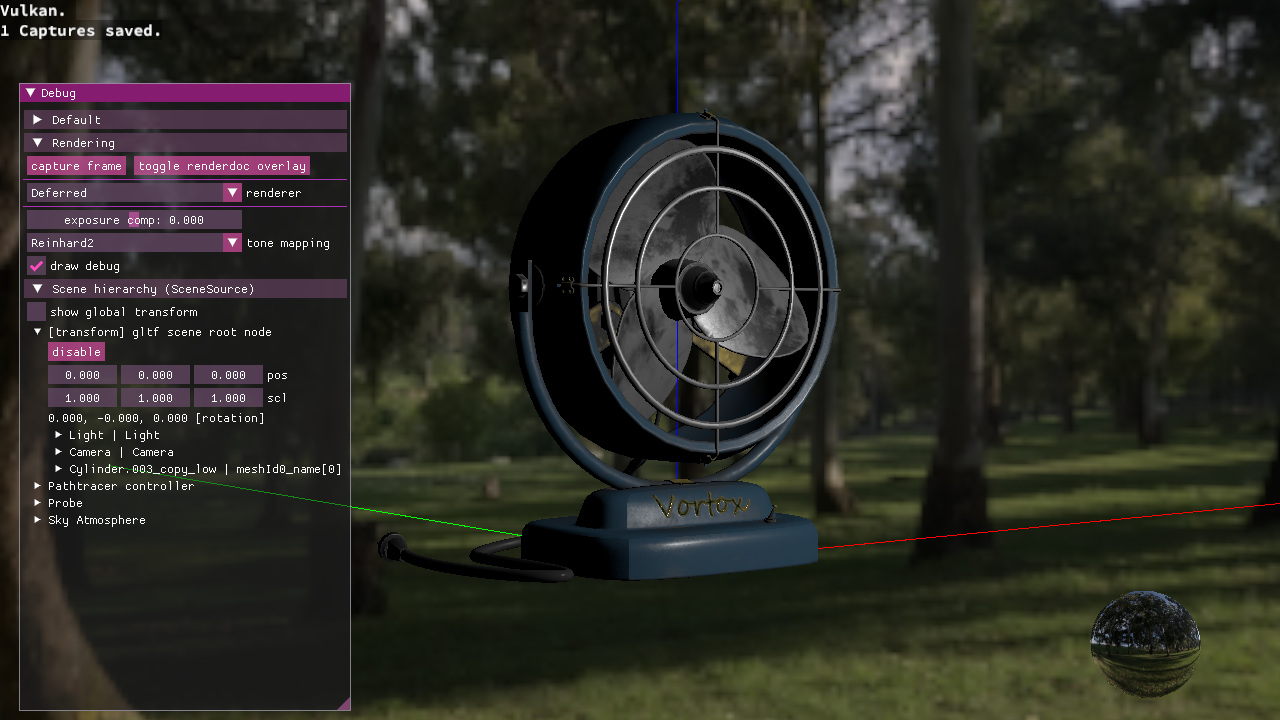 Vulkan.
1 Captures saved.
Debug
Default
Rendering
capture frame toggle renderdoc overlay
Deferred renderer
exposure comp: 0.000
Reinhard2 tone mapping
draw debug
Scene hierarchy (SceneSource)
show global transform
[transform] gltf scene root node
disable
0.000 0.000 0.000 pos
1.000 1.000 1.000 scl
0.000, -0.000, 0.000 [rotation]
Light | Light
Camera | Camera
Cylinder.003_copy_low | meshId0_name[0]
Pathtracer controller
Probe
Sky Atmosphere
Vortox